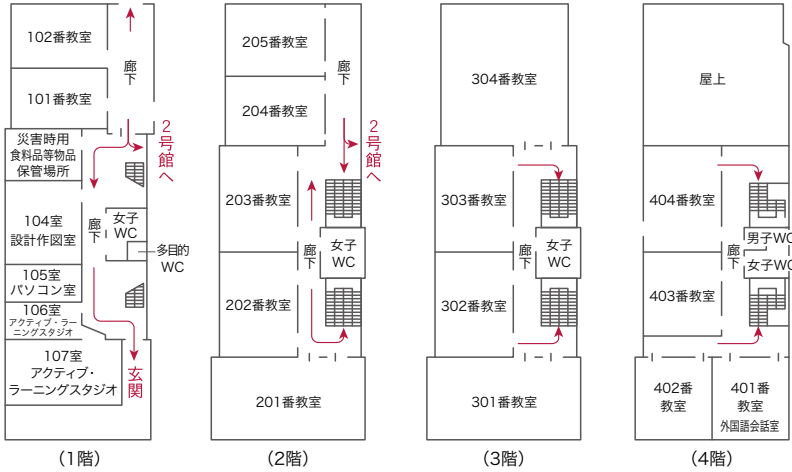 102番教室
廊下
101番教室
災害時用
食料品等物品
保管場所
2号館へ
104室
設計作図室
廊下
女子
WC
多目的
WC
105室
パソコン室
106室
アクティブ・ラー
ニングスタジオ
107室
アクティブ・
ラーニングスタジオ
玄関
(1階)
205番教室
廊下
204番教室
2号館へ
203番教室
廊下
女子
WC
202番教室
201番教室
(2階)
304番教室
303番教室
廊下
女子
WC
302番教室
301番教室
(3階)
屋上
404番教室
廊下
男子WC
女子WC
403番教室
402番
教室
401番
教室
外国語会話室
(4階)